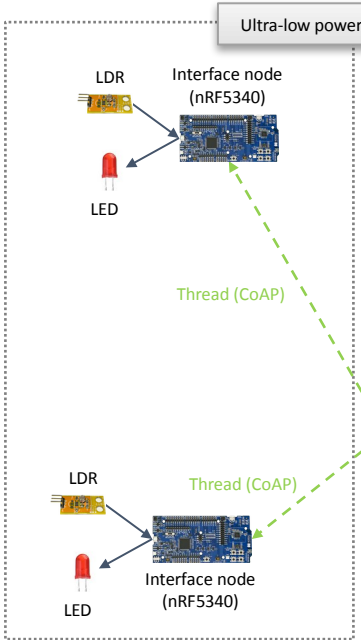 Ultra-low power
LDR
Interface node
(nRF5340)
LED
Thread (CoAP)
Thread (CoAP)
LDR
Interface node
(nRF5340)
LED